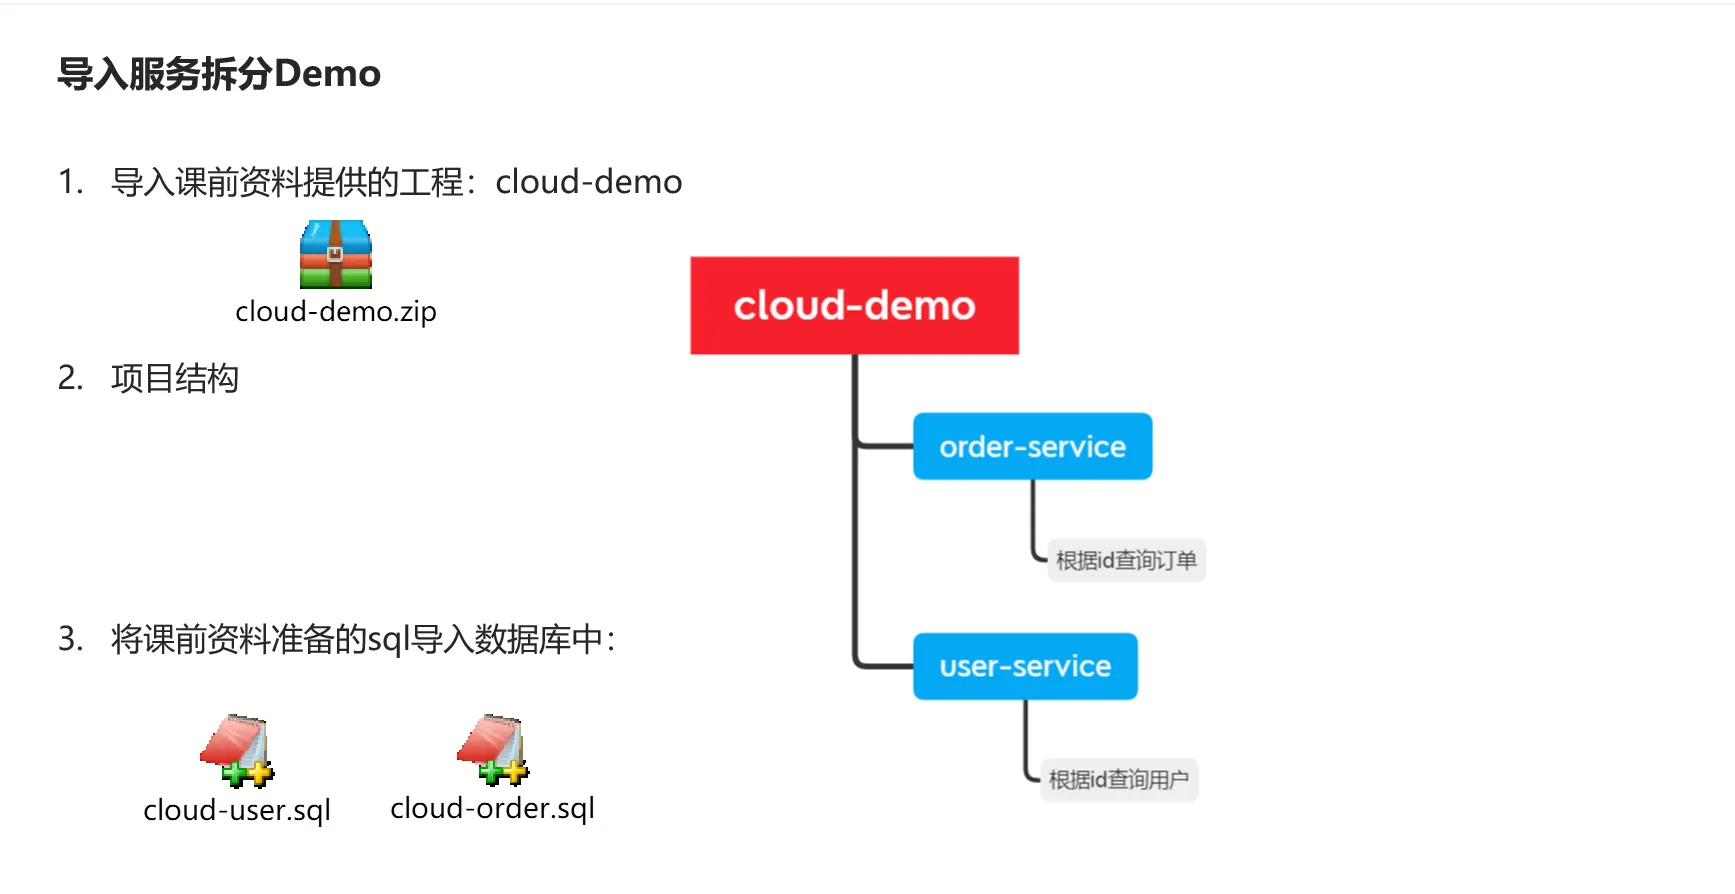 导入服务拆分Demo
1. 导入课前资料提供的工程：cloud-demo
cloud-demo.zip
2. 项目结构
cloud-demo
order-service
根据id查询订单
user-service
根据id查询用户
3. 将课前资料准备的sql导入数据库中：
cloud-user.sql
cloud-order.sql